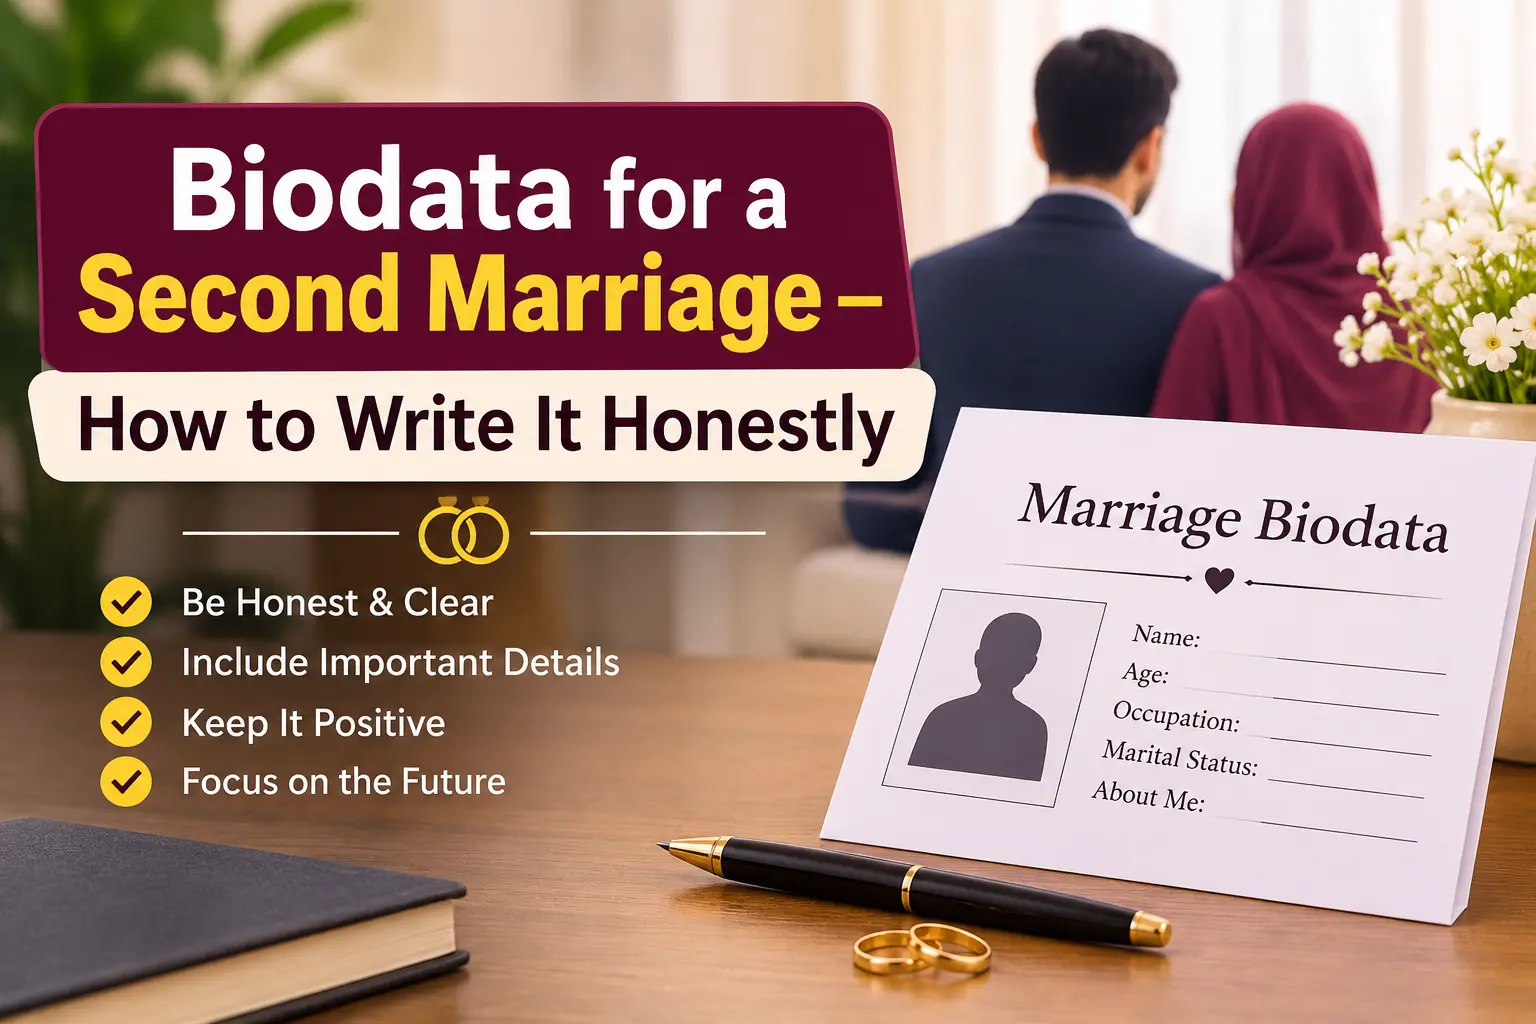 Biodata for a
Second Marriage –
How to Write It Honestly
Be Honest & Clear
Include Important Details
Keep It Positive
Focus on the Future
Marriage Biodata
Name:
Age:
Occupation:
Marital Status:
About Me: